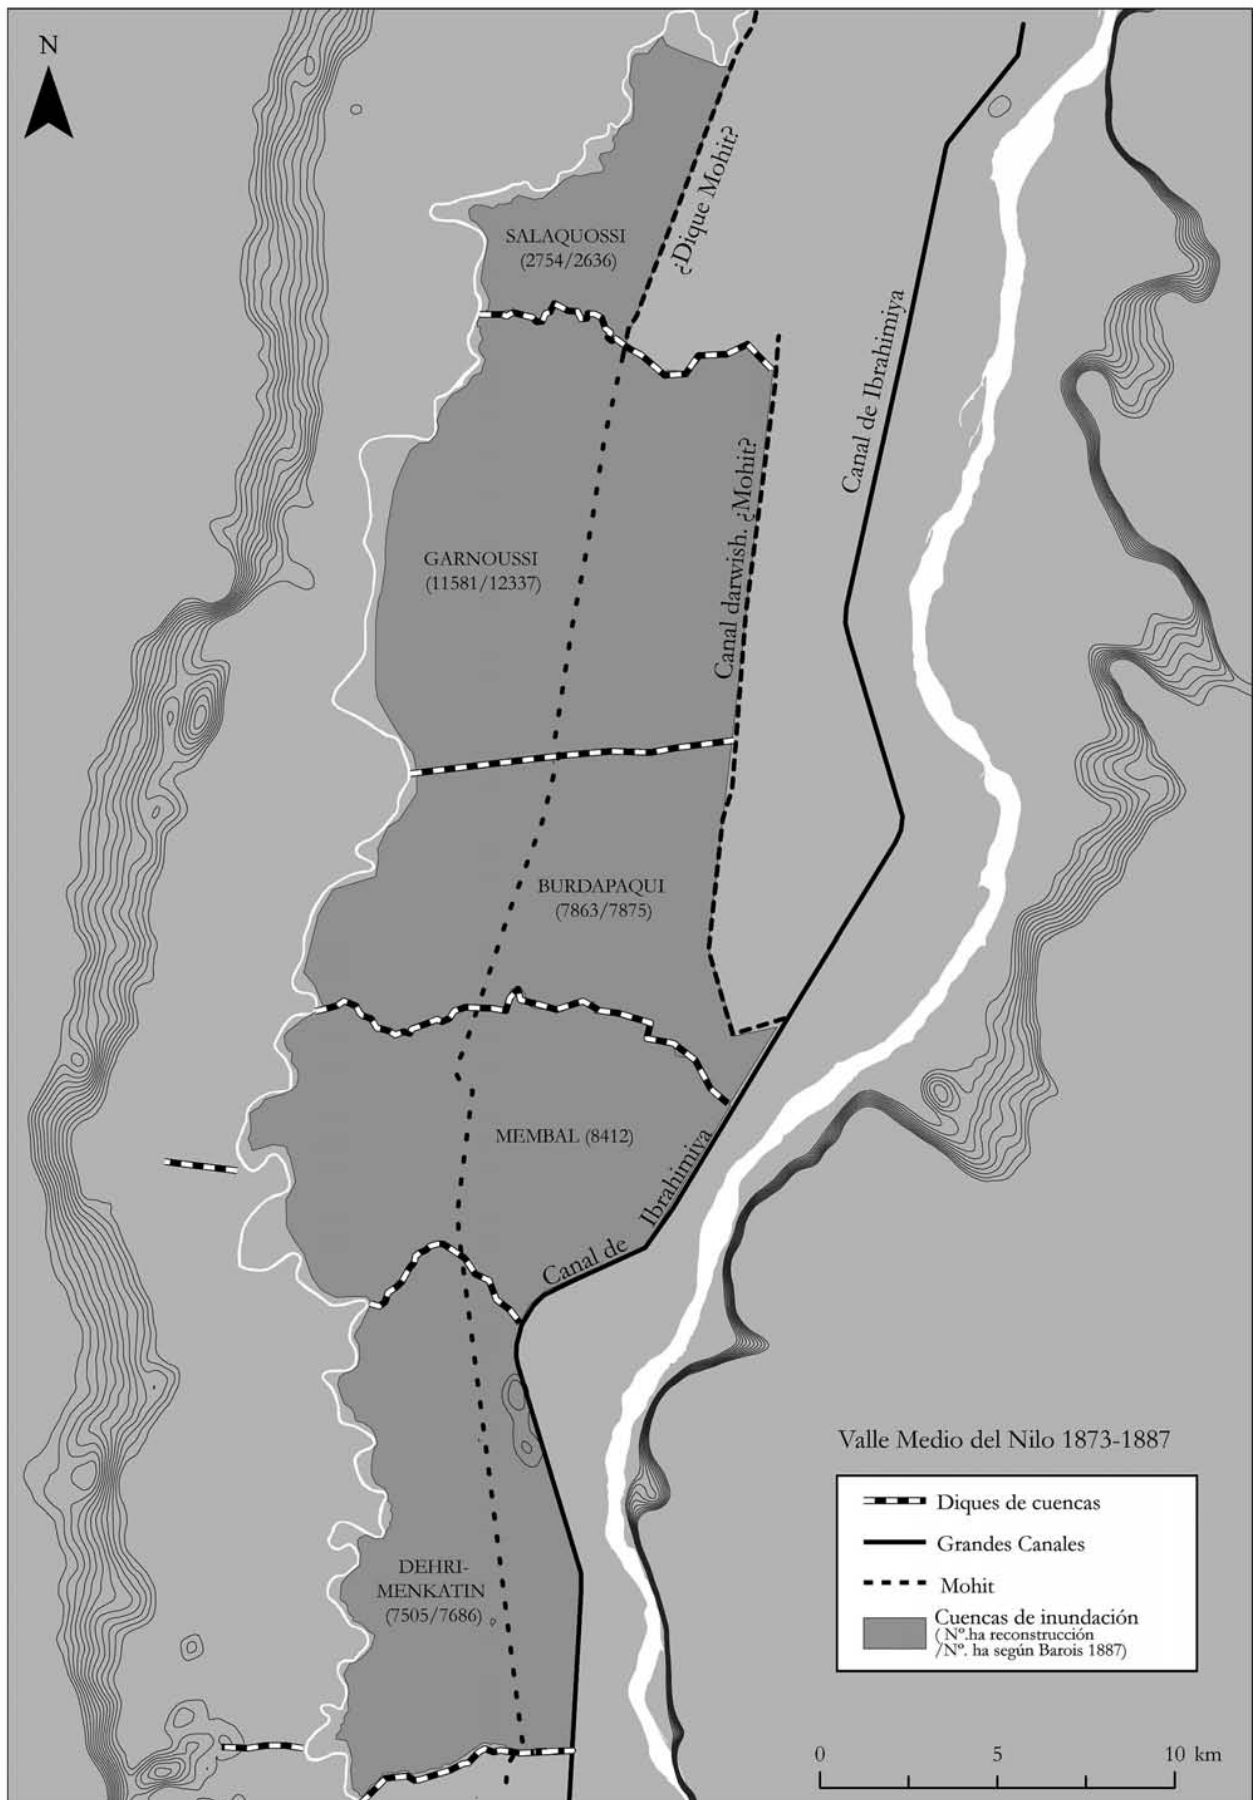 N
¿Dique Mohit?
SALAQUOSSI
(2754/2636)
Canal de Ibrahimiya
Canal darwish. ¿Mohit?
GARNOUSSI
(11581/12337)
BURDAPAQUI
(7863/7875)
MEMBAL (8412)
Canal de Ibrahimiya
DEHRI-
MENKATIN
(7505/7686)
Valle Medio del Nilo 1873-1887
Diques de cuencas
Grandes Canales
Mohit
Cuencas de inundación
( Nº.ha reconstrucción
/Nº. ha según Barois 1887)
0 5 10 km